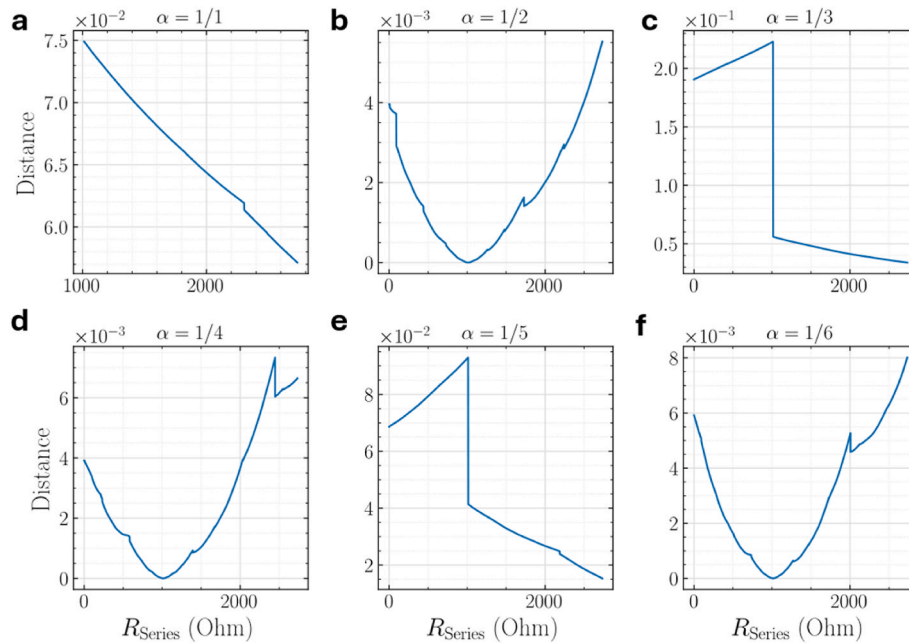 a ×10⁻² α = 1/1
7.5
7.0
6.5
6.0
1000 2000
Distance
b ×10⁻³ α = 1/2
4
2
0
0 2000
c ×10⁻¹ α = 1/3
2.0
1.5
1.0
0.5
0 2000
d ×10⁻³ α = 1/4
6
4
2
0
0 2000
Distance
R_Series (Ohm)
e ×10⁻² α = 1/5
8
6
4
2
0 2000
R_Series (Ohm)
f ×10⁻³ α = 1/6
8
6
4
2
0
0 2000
R_Series (Ohm)